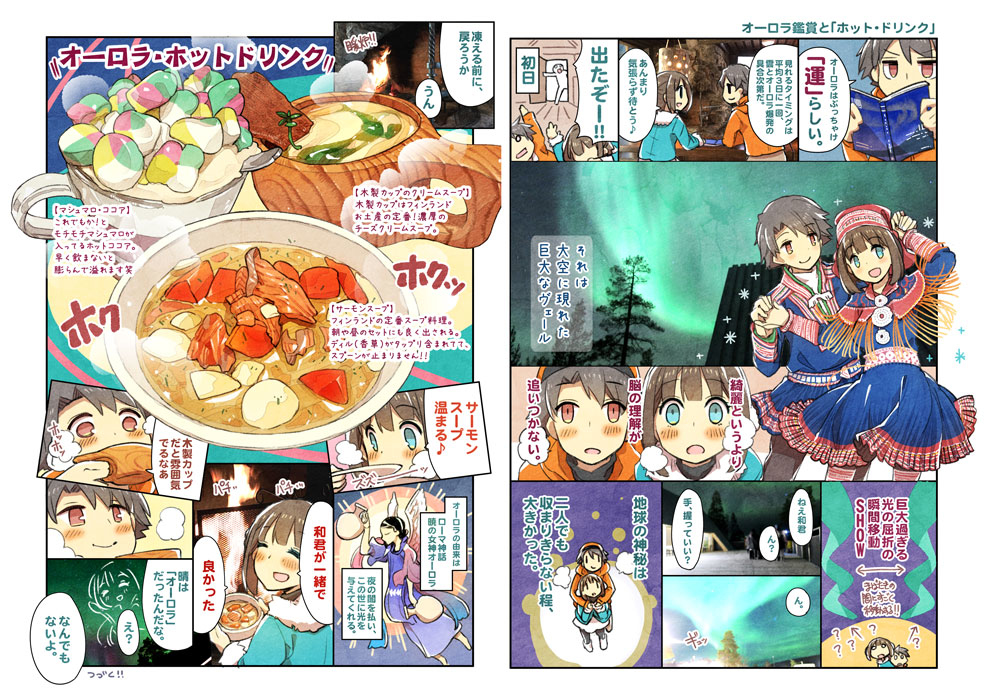 オーロラ鑑賞と「ホット・ドリンク」
オーロラはぶっちゃけ
「運」らしい。
見れるタイミングは
平均3日に一回。
雲とオーロラ爆発の
具合次第だ。
あんまり
気張らず待とう♪
初日
出たぞー!!
それは
大空に現れた
巨大なヴェール
綺麗というより
脳の理解が
追いつかない。
巨大過ぎる
光の屈折の
瞬間移動
SHOW
ねえ和君
ん?
手、握っていい?
ん。
ギュッ
地球の神秘は
二人でも
収まりきらない程、
大きかった。
凍える前に、
戻ろうか
うん
暖炉!!
オーロラ・ホットドリンク
【マシュマロ・ココア】
これでもか!と
モチモチマシュマロが
入ってるホットココア。
早く飲まないと
膨らんで溢れます笑
【木製カップのクリームスープ】
木製カップはフィンランド
お土産の定番!濃厚の
チーズクリームスープ。
ホクッ
ホク
【サーモンスープ】
フィンランドの定番スープ料理。
朝や昼のセットにも良く出される。
ディル(香草)がタップリ含まれてて、
スプーンが止まりません!!
サーモン
スープ
温まる♪
ズズー
木製カップ
だと雰囲気
でるなあ
ホッホッ
オーロラの由来は
ローマ神話
暁の女神オーロラ
夜の闇を払い、
この世に光を
与えてくれる。
パチッ
パチッ
和君が一緒で
良かった
晴は
「オーロラ」
だったんだな。
え?
なんでも
ないよ。
つづく!!